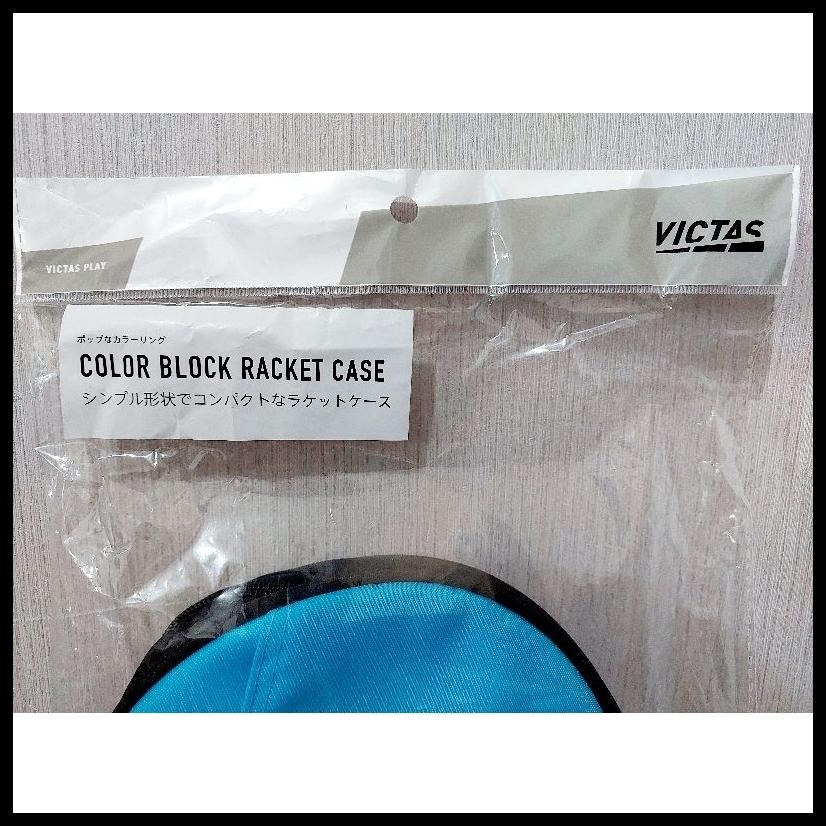 VICTAS
VICTAS PLAY
ポップなカラーリング
COLOR BLOCK RACKET CASE
シンプル形状でコンパクトなラケットケース